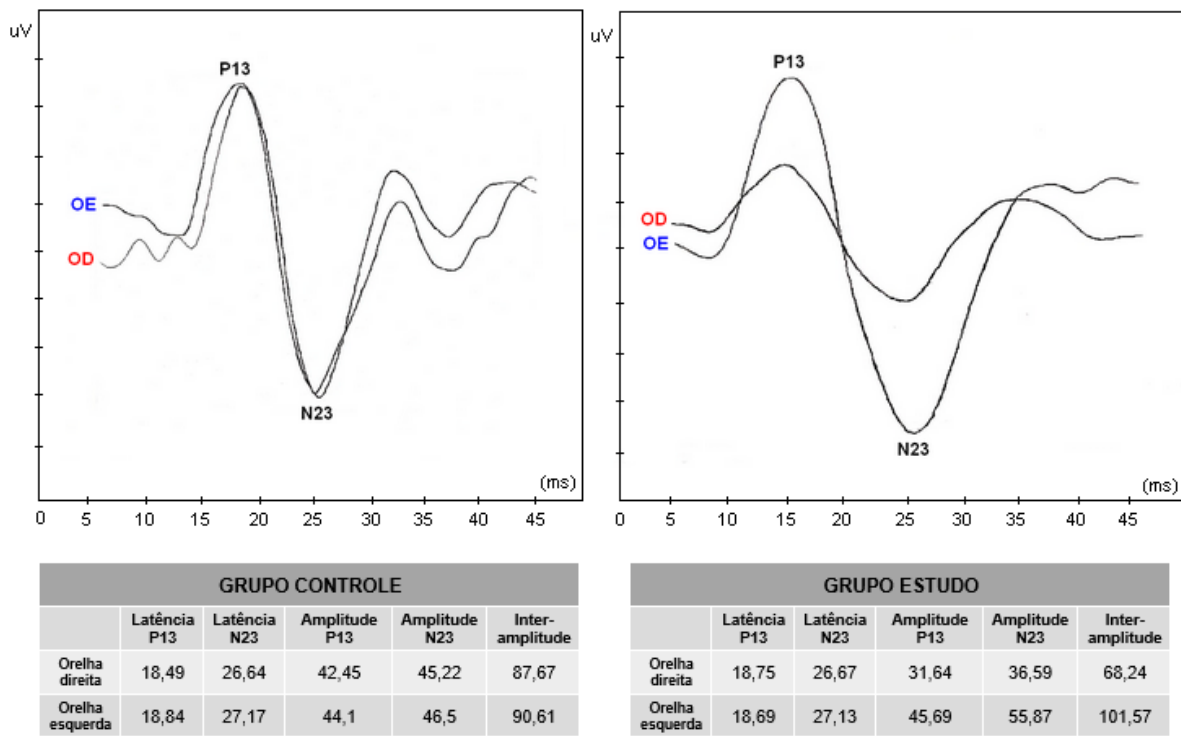 uV
P13
OE
OD
N23
(ms)
0 5 10 15 20 25 30 35 40 45
uV
P13
OD
OE
N23
(ms)
0 5 10 15 20 25 30 35 40 45
GRUPO CONTROLE
Latência P13 Latência N23 Amplitude P13 Amplitude N23 Inter-amplitude
Orelha direita 18,49 26,64 42,45 45,22 87,67
Orelha esquerda 18,84 27,17 44,1 46,5 90,61
GRUPO ESTUDO
Latência P13 Latência N23 Amplitude P13 Amplitude N23 Inter-amplitude
Orelha direita 18,75 26,67 31,64 36,59 68,24
Orelha esquerda 18,69 27,13 45,69 55,87 101,57